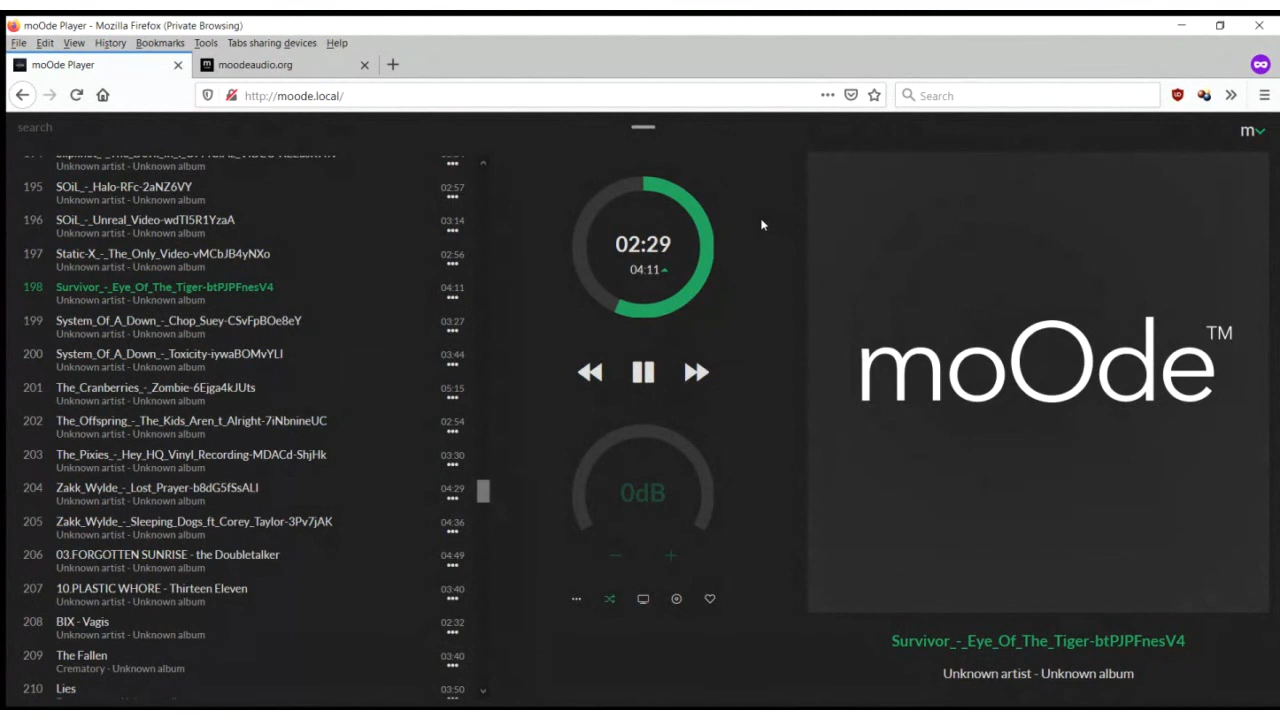 moOde Player - Mozilla Firefox (Private Browsing)
File Edit View History Bookmarks Tools Tabs sharing devices Help
moOde Player
moodeaudio.org
http://moode.local/
Search
search
m
Unknown artist - Unknown album
195 SOiL_-_Halo-RFc-2aNZ6VY 02:57
Unknown artist - Unknown album
196 SOiL_-_Unreal_Video-wdTI5R1YzaA 03:14
Unknown artist - Unknown album
197 Static-X_-_The_Only_Video-vMCbJB4yNXo 02:56
Unknown artist - Unknown album
198 Survivor_-_Eye_Of_The_Tiger-btPJPFnesV4 04:11
Unknown artist - Unknown album
199 System_Of_A_Down_-_Chop_Suey-CSvFpBOe8eY 03:27
Unknown artist - Unknown album
200 System_Of_A_Down_-_Toxicity-iywaBOMvYLI 03:44
Unknown artist - Unknown album
201 The_Cranberries_-_Zombie-6Ejga4kJUts 05:15
Unknown artist - Unknown album
202 The_Offspring_-_The_Kids_Aren_t_Alright-7iNbnineUC 02:54
Unknown artist - Unknown album
203 The_Pixies_-_Hey_HQ_Vinyl_Recording-MDACd-ShjHk 03:30
Unknown artist - Unknown album
204 Zakk_Wylde_-_Lost_Prayer-b8dG5fSsALI 04:29
Unknown artist - Unknown album
205 Zakk_Wylde_-_Sleeping_Dogs_ft_Corey_Taylor-3Pv7jAK 04:36
Unknown artist - Unknown album
206 03.FORGOTTEN SUNRISE - the Doubletalker 04:49
Unknown artist - Unknown album
207 10.PLASTIC WHORE - Thirteen Eleven 03:40
Unknown artist - Unknown album
208 BIX - Vagis 02:32
Unknown artist - Unknown album
209 The Fallen 03:40
Crematory - Unknown album
210 Lies 03:50
02:29
04:11
0dB
moOde™
Survivor_-_Eye_Of_The_Tiger-btPJPFnesV4
Unknown artist - Unknown album